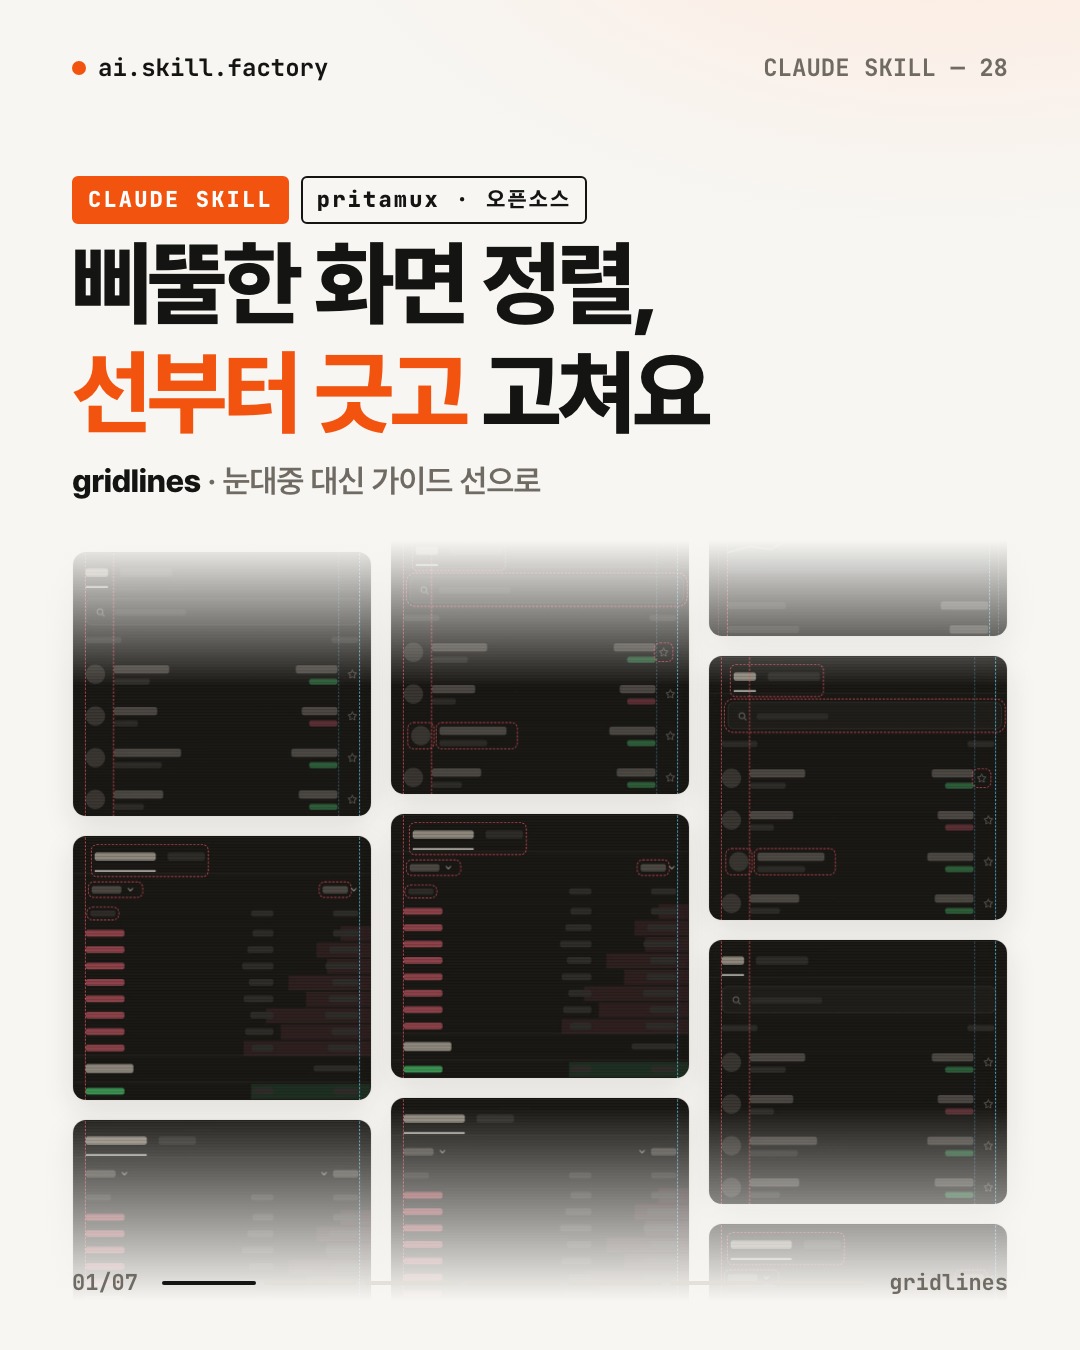 ai.skill.factory
CLAUDE SKILL — 28
CLAUDE SKILL
pritamux · 오픈소스
삐뚤한 화면 정렬,
선부터 긋고 고쳐요
gridlines · 눈대중 대신 가이드 선으로
01/07
gridlines